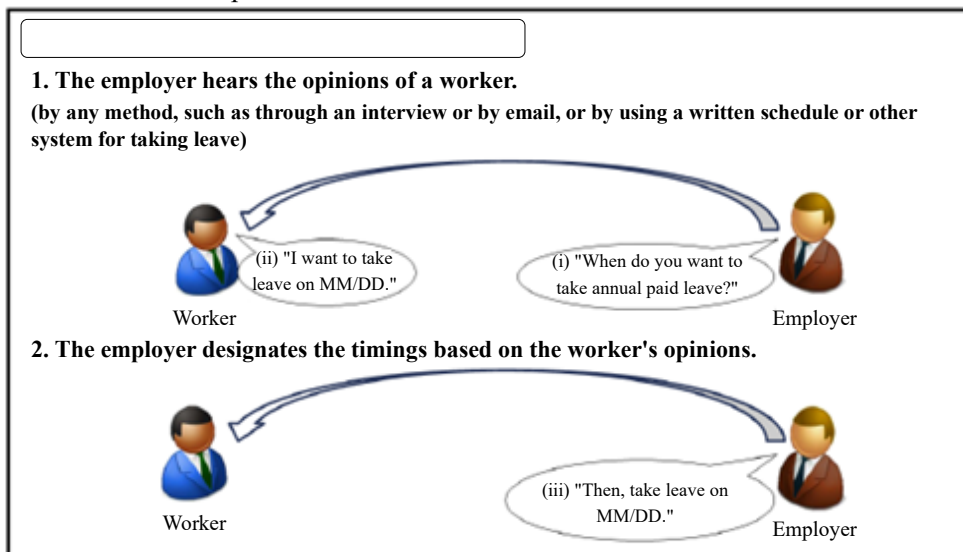 1. The employer hears the opinions of a worker.
(by any method, such as through an interview or by email, or by using a written schedule or other
system for taking leave)
(ii) "I want to take
leave on MM/DD."
(i) "When do you want to
take annual paid leave?"
Worker
Employer
2. The employer designates the timings based on the worker's opinions.
(iii) "Then, take leave on
MM/DD."
Worker
Employer